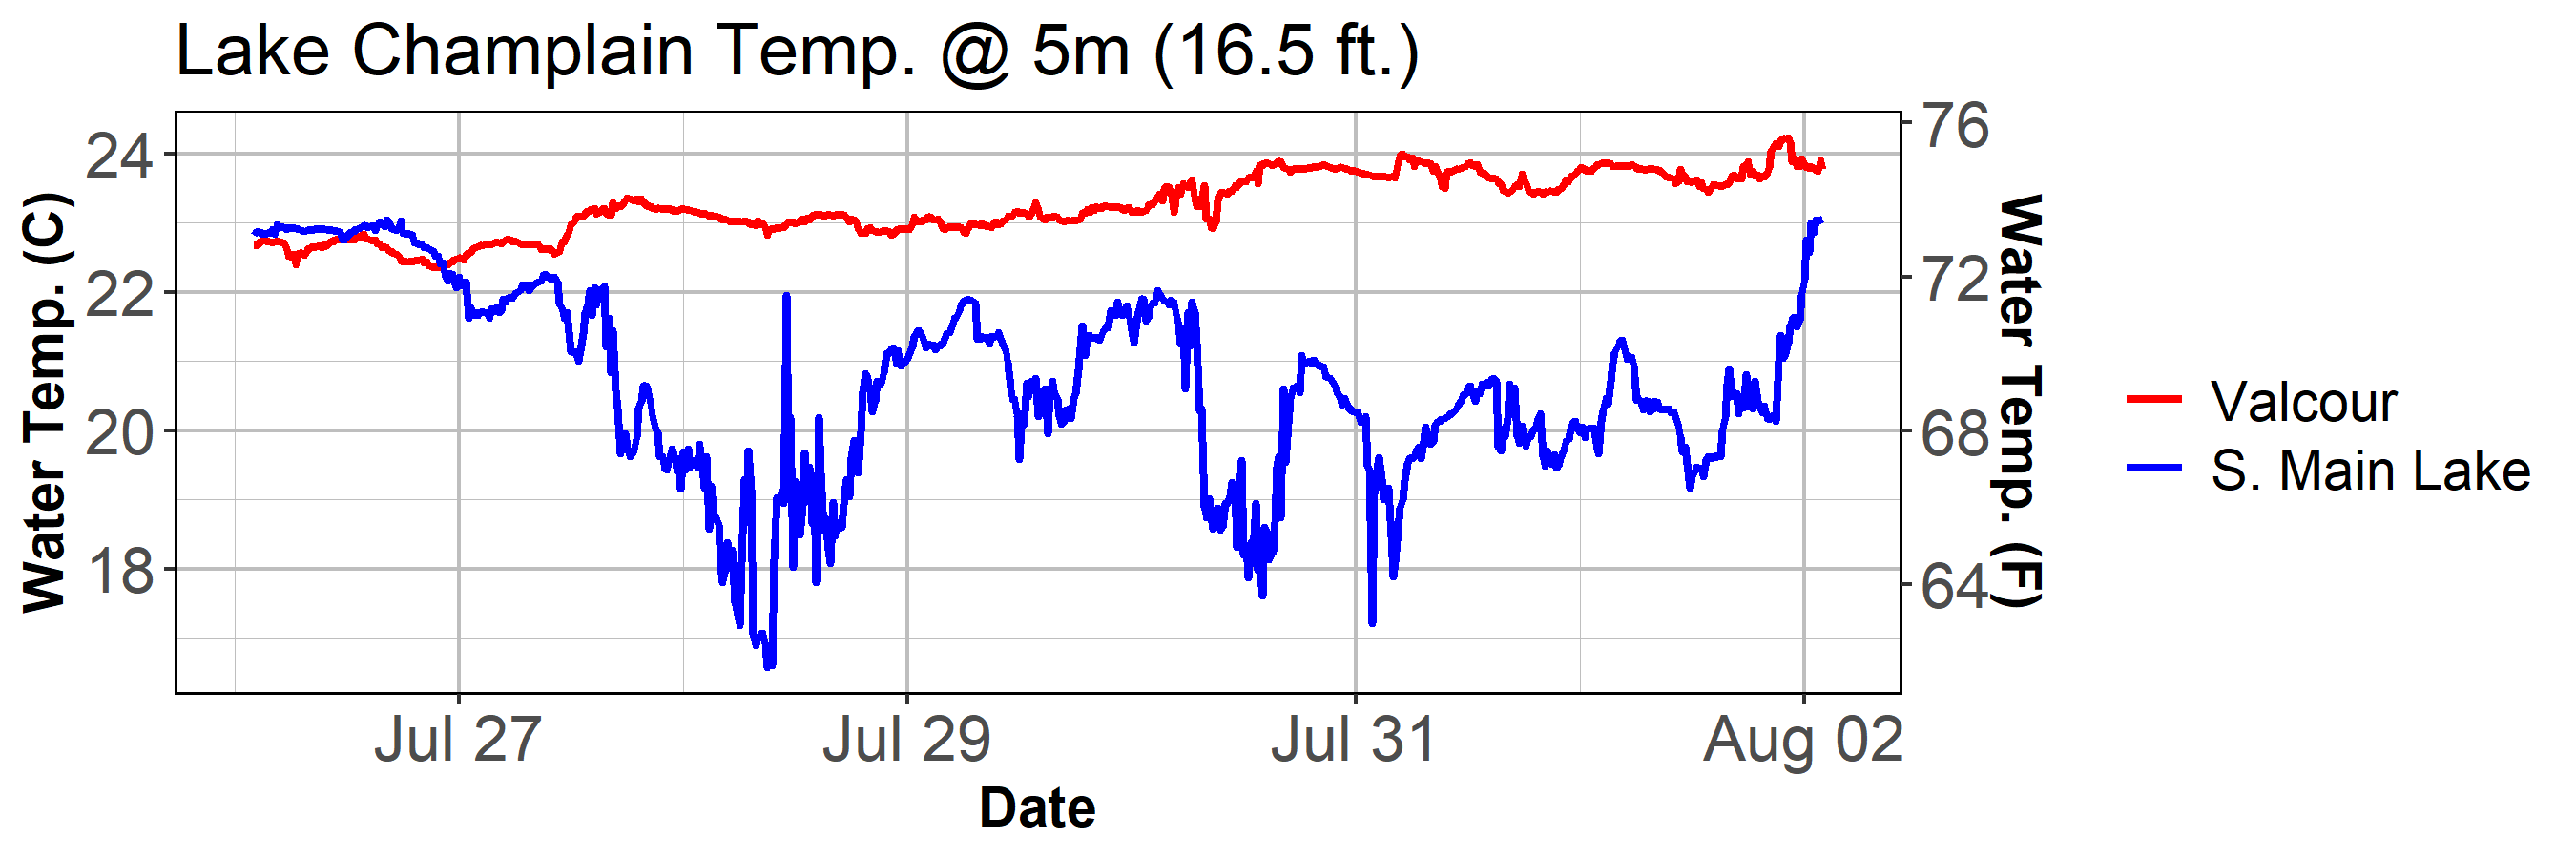 Lake Champlain Temp. @ 5m (16.5 ft.)
Water Temp. (C)
24
22
20
18
76
72
68
64
Water Temp. (F)
Jul 27
Jul 29
Jul 31
Aug 02
Date
Valcour
S. Main Lake